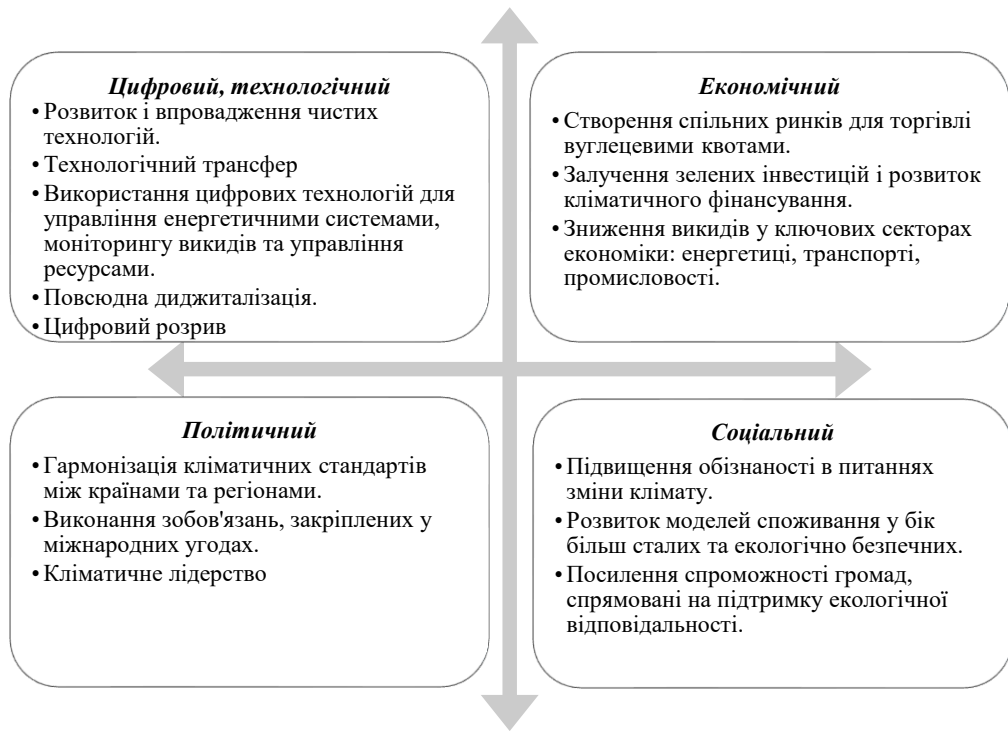 Цифровий, технологічний
• Розвиток і впровадження чистих
технологій.
• Технологічний трансфер
• Використання цифрових технологій для
управління енергетичними системами,
моніторингу викидів та управління
ресурсами.
• Повсюдна диджиталізація.
• Цифровий розрив
Економічний
• Створення спільних ринків для торгівлі
вуглецевими квотами.
• Залучення зелених інвестицій і розвиток
кліматичного фінансування.
• Зниження викидів у ключових секторах
економіки: енергетиці, транспорті,
промисловості.
Політичний
• Гармонізація кліматичних стандартів
між країнами та регіонами.
• Виконання зобов'язань, закріплених у
міжнародних угодах.
• Кліматичне лідерство
Соціальний
• Підвищення обізнаності в питаннях
зміни клімату.
• Розвиток моделей споживання у бік
більш сталих та екологічно безпечних.
• Посилення спроможності громад,
спрямовані на підтримку екологічної
відповідальності.